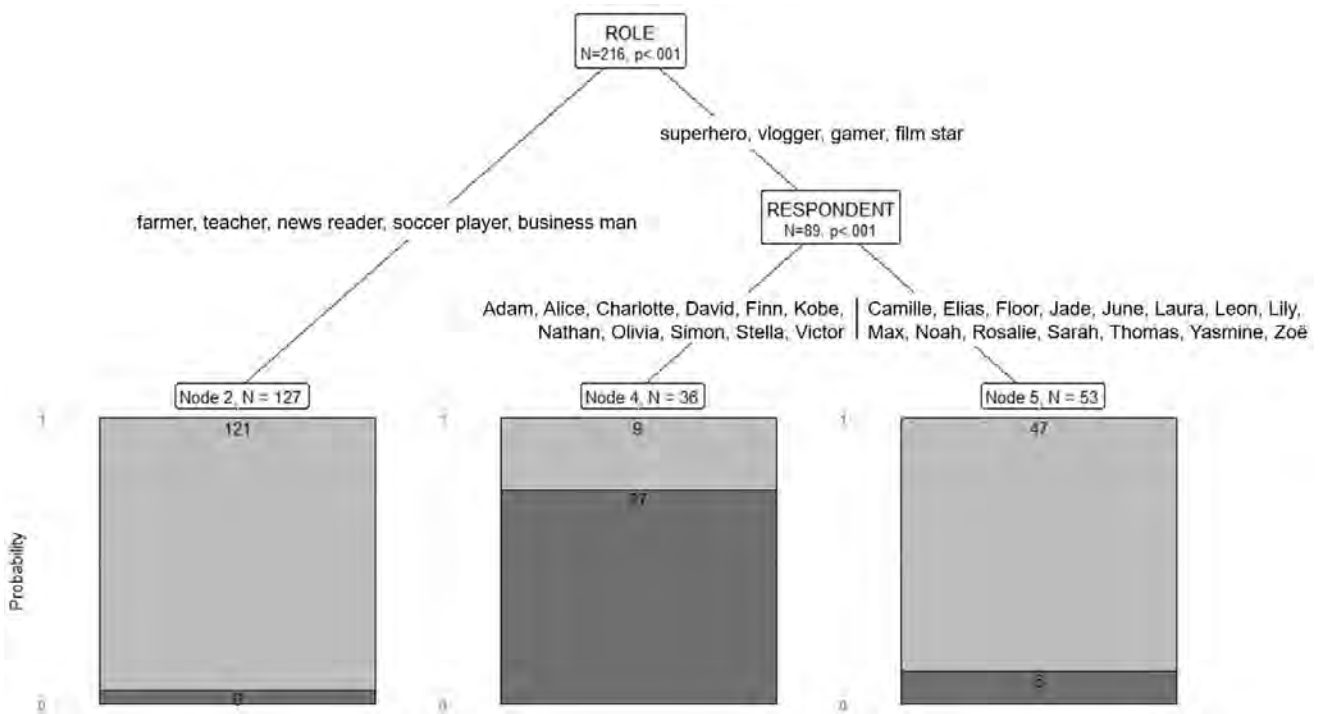 ROLE
N=216, p<.001
superhero, vlogger, gamer, film star
RESPONDENT
N=89, p<.001
farmer, teacher, news reader, soccer player, business man
Adam, Alice, Charlotte, David, Finn, Kobe,
Nathan, Olivia, Simon, Stella, Victor
Camille, Elias, Floor, Jade, June, Laura, Leon, Lily,
Max, Noah, Rosalie, Sarah, Thomas, Yasmine, Zoë
Node 2, N = 127
Node 4, N = 36
Node 5, N = 53
1
121
1
9
1
47
27
Probability
0
0
0